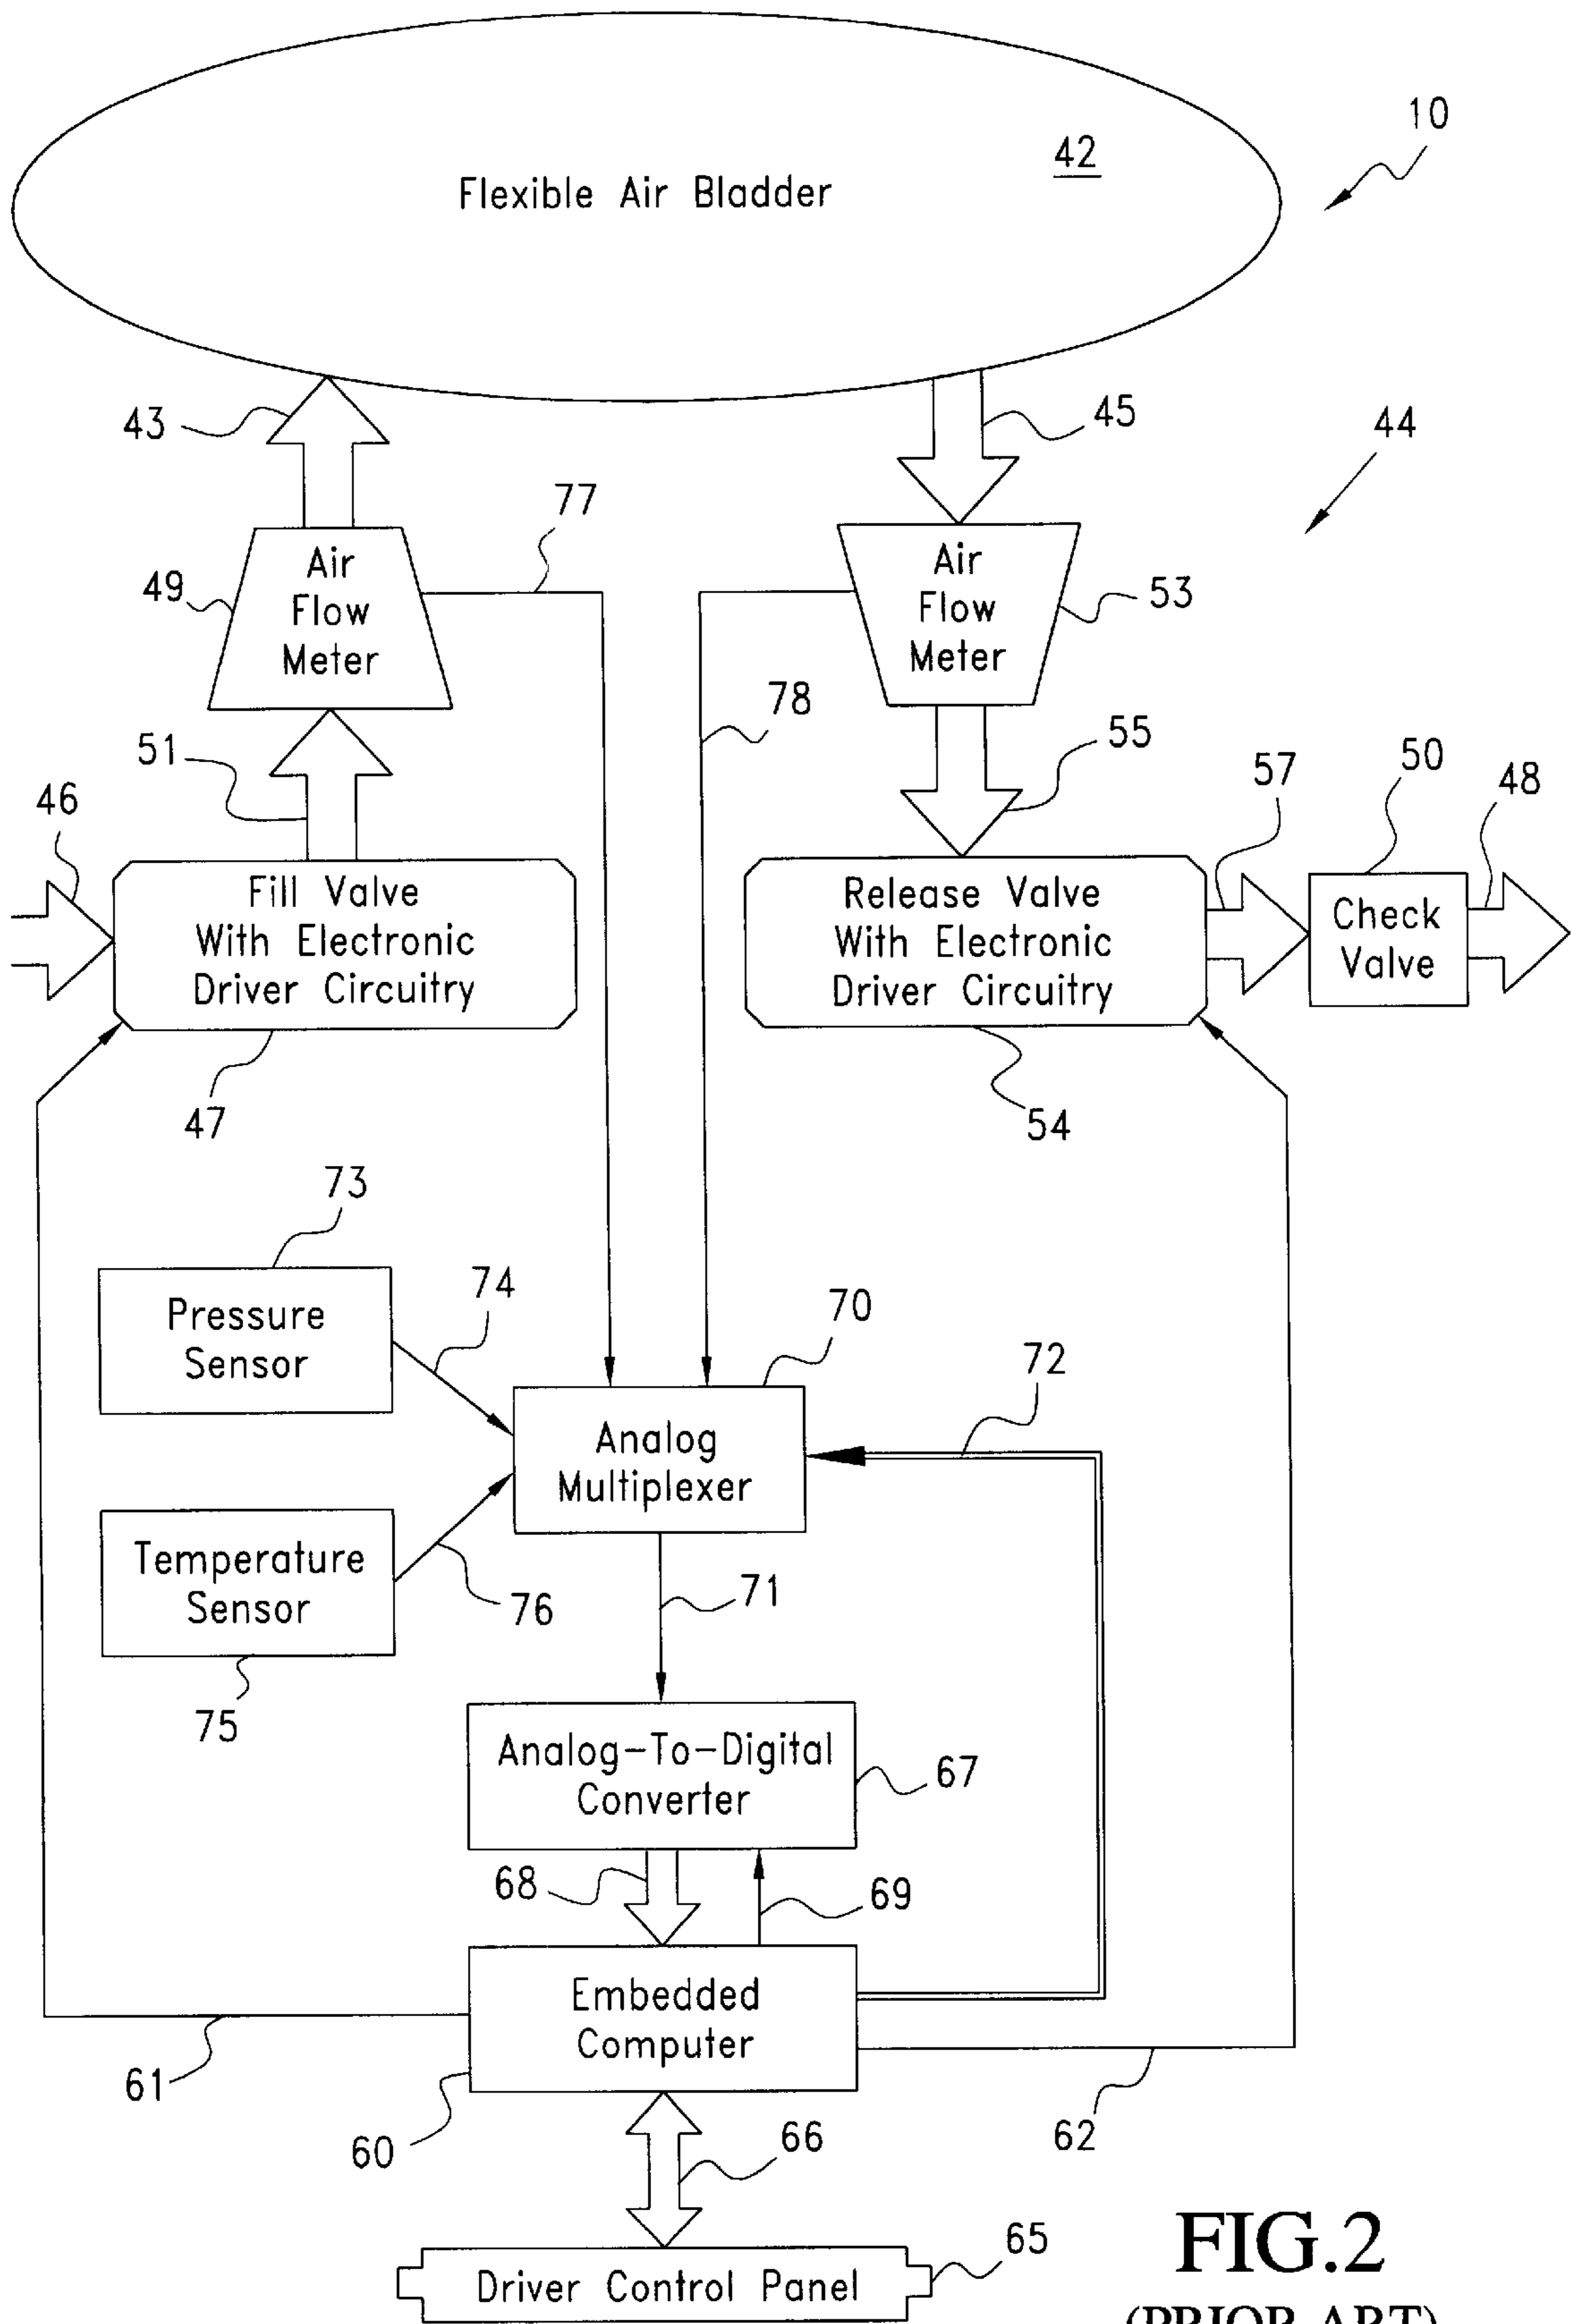 10
42
Flexible Air Bladder
43
45
44
77
Air
Flow
Meter
49
Air
Flow
Meter
53
78
51
55
46
57
50
48
Fill Valve
With Electronic
Driver Circuitry
Release Valve
With Electronic
Driver Circuitry
Check
Valve
47
54
73
Pressure
Sensor
74
70
72
Analog
Multiplexer
Temperature
Sensor
76
71
75
Analog-To-Digital
Converter
67
68
69
Embedded
Computer
61
60
62
66
65
Driver Control Panel
FIG.2
(PRIOR ART)